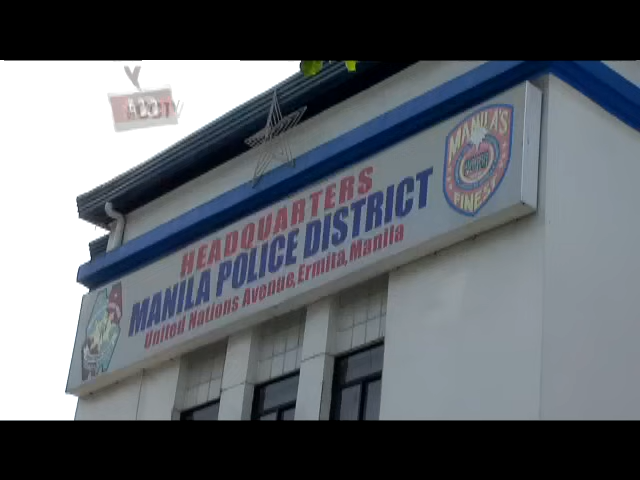 HEADQUARTERS
MANILA POLICE DISTRICT
United Nations Avenue, Ermita, Manila
MANILA'S
FINEST